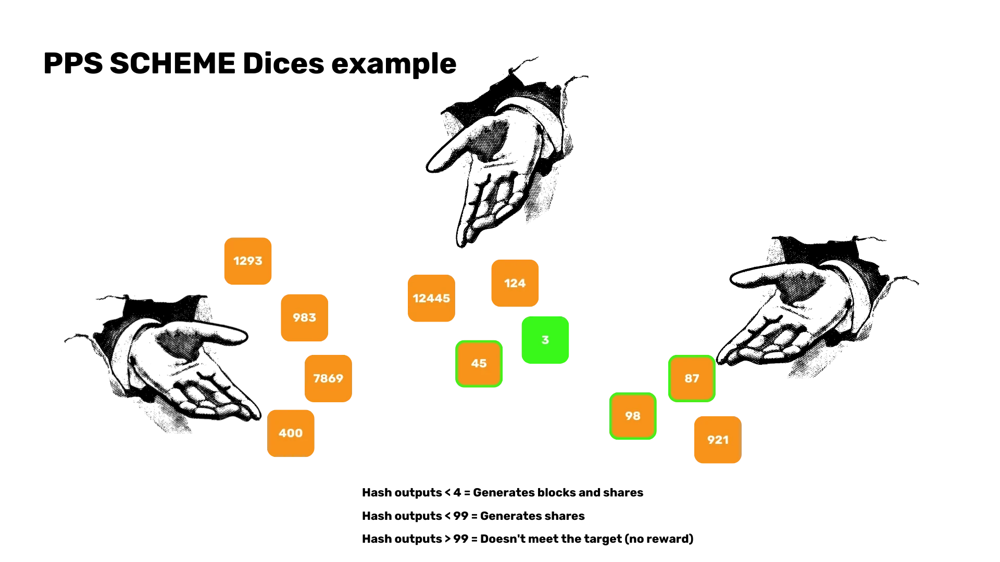 PPS SCHEME Dices example
1293
983
7869
400
12445
124
3
45
87
98
921
Hash outputs < 4 = Generates blocks and shares
Hash outputs < 99 = Generates shares
Hash outputs > 99 = Doesn't meet the target (no reward)